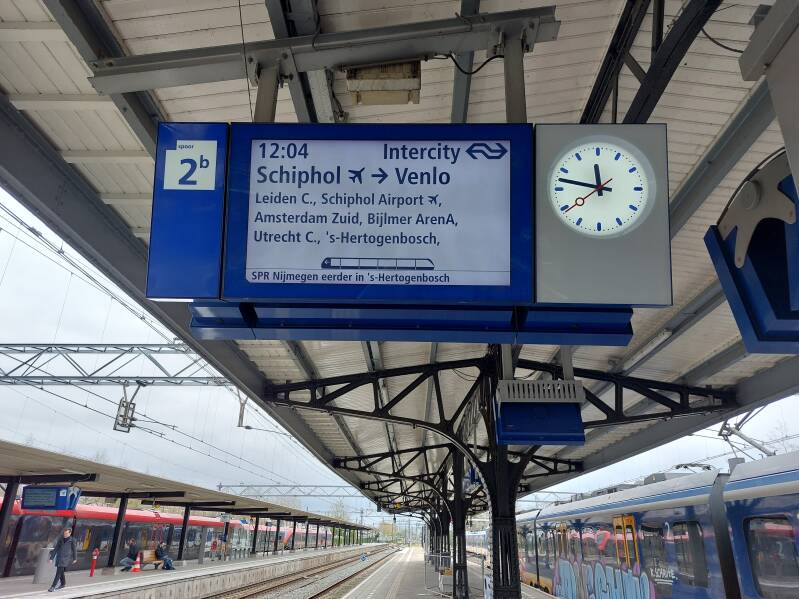 spoor
2b
12:04 Intercity
Schiphol → Venlo
Leiden C., Schiphol Airport,
Amsterdam Zuid, Bijlmer ArenA,
Utrecht C., 's-Hertogenbosch,
SPR Nijmegen eerder in 's-Hertogenbosch